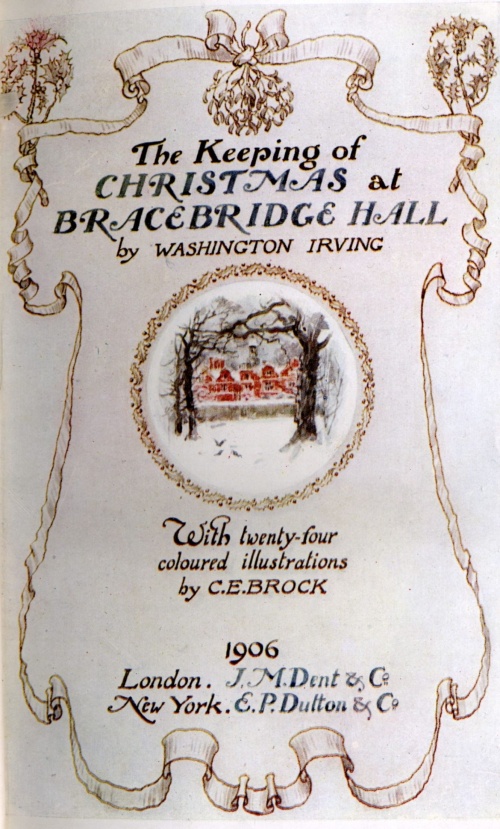 The Keeping of
CHRISTMAS at
BRACEBRIDGE HALL
by WASHINGTON IRVING
With twenty-four
coloured illustrations
by C.E.BROCK
1906
London. J.M.Dent & Co
New York. E.P.Dutton & Co